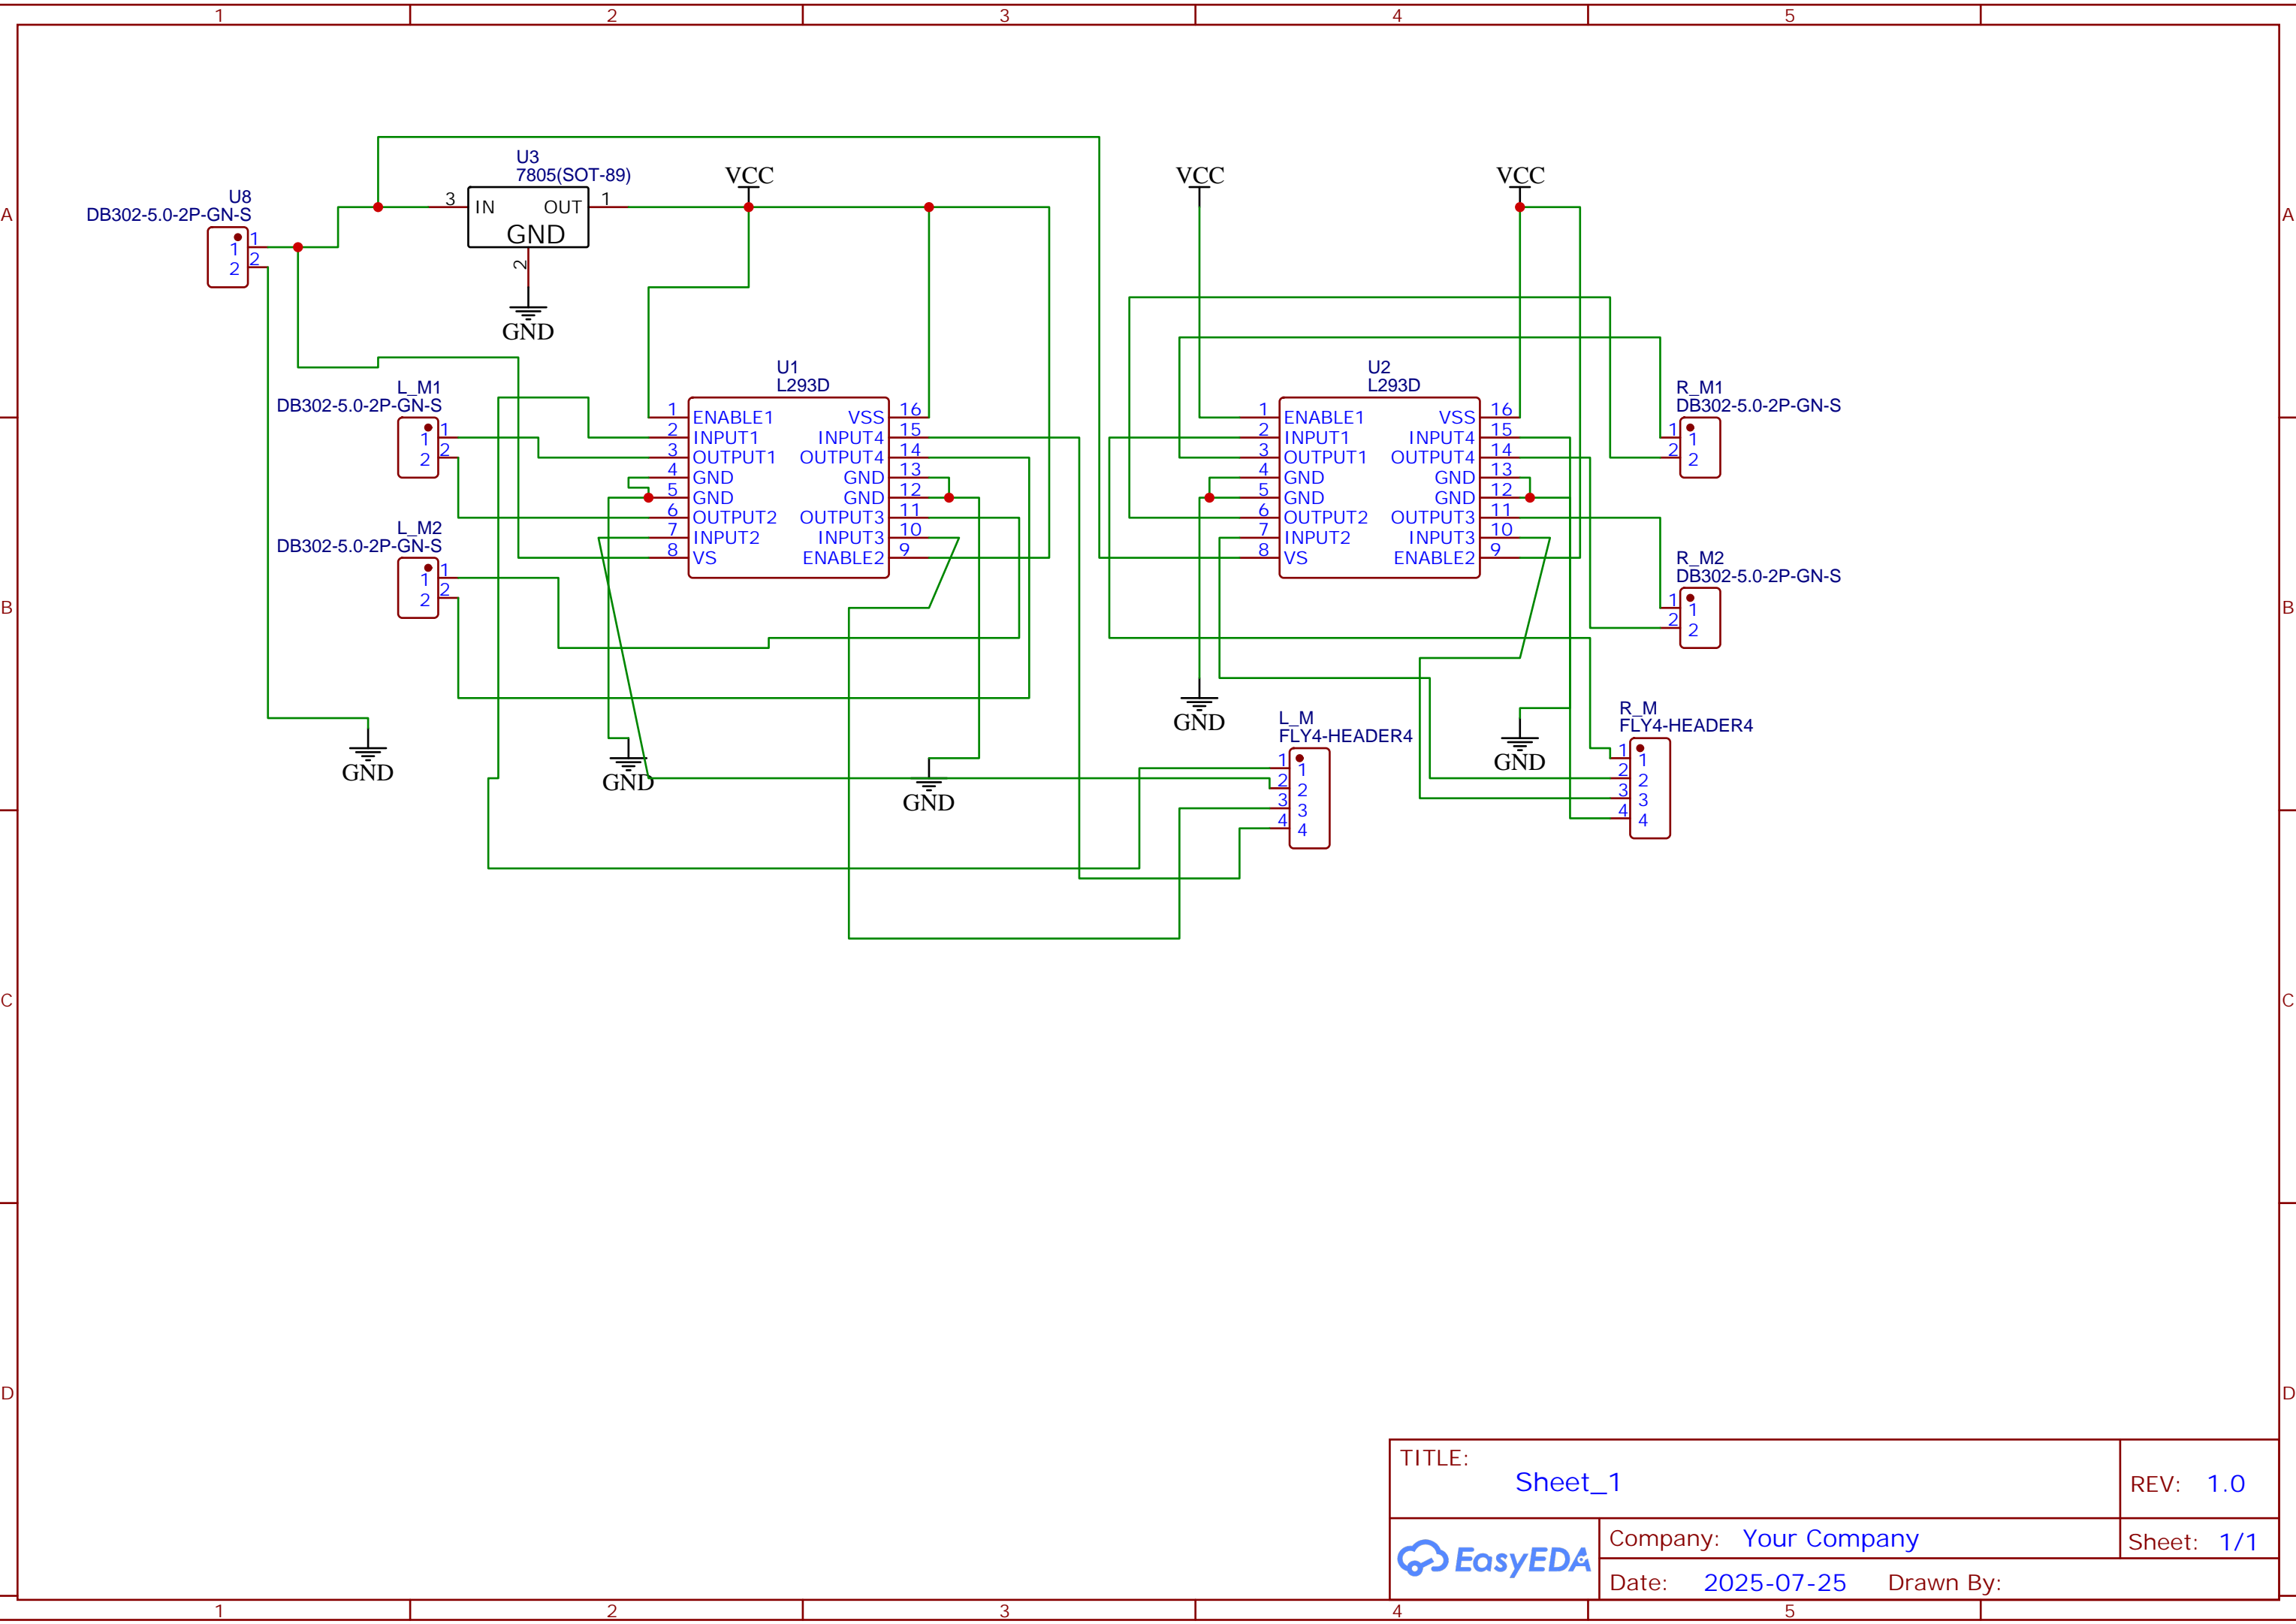 1 2 3 4 5
A
B
C
D
A
B
C
D
1 2 3 4 5
U8
DB302-5.0-2P-GN-S
1 1
2 2
U3
7805(SOT-89)
3 IN OUT 1
GND
2
GND
VCC
VCC
VCC
L_M1
DB302-5.0-2P-GN-S
1 1
2 2
L_M2
DB302-5.0-2P-GN-S
1 1
2 2
GND
U1
L293D
1 ENABLE1 VSS 16
2 INPUT1 INPUT4 15
3 OUTPUT1 OUTPUT4 14
4 GND GND 13
5 GND GND 12
6 OUTPUT2 OUTPUT3 11
7 INPUT2 INPUT3 10
8 VS ENABLE2 9
GND
GND
U2
L293D
1 ENABLE1 VSS 16
2 INPUT1 INPUT4 15
3 OUTPUT1 OUTPUT4 14
4 GND GND 13
5 GND GND 12
6 OUTPUT2 OUTPUT3 11
7 INPUT2 INPUT3 10
8 VS ENABLE2 9
R_M1
DB302-5.0-2P-GN-S
1 1
2 2
R_M2
DB302-5.0-2P-GN-S
1 1
2 2
GND
GND
L_M
FLY4-HEADER4
1 1
2 2
3 3
4 4
R_M
FLY4-HEADER4
1 1
2 2
3 3
4 4
TITLE:
Sheet_1
REV: 1.0
EasyEDA
Company: Your Company
Sheet: 1/1
Date: 2025-07-25 Drawn By: